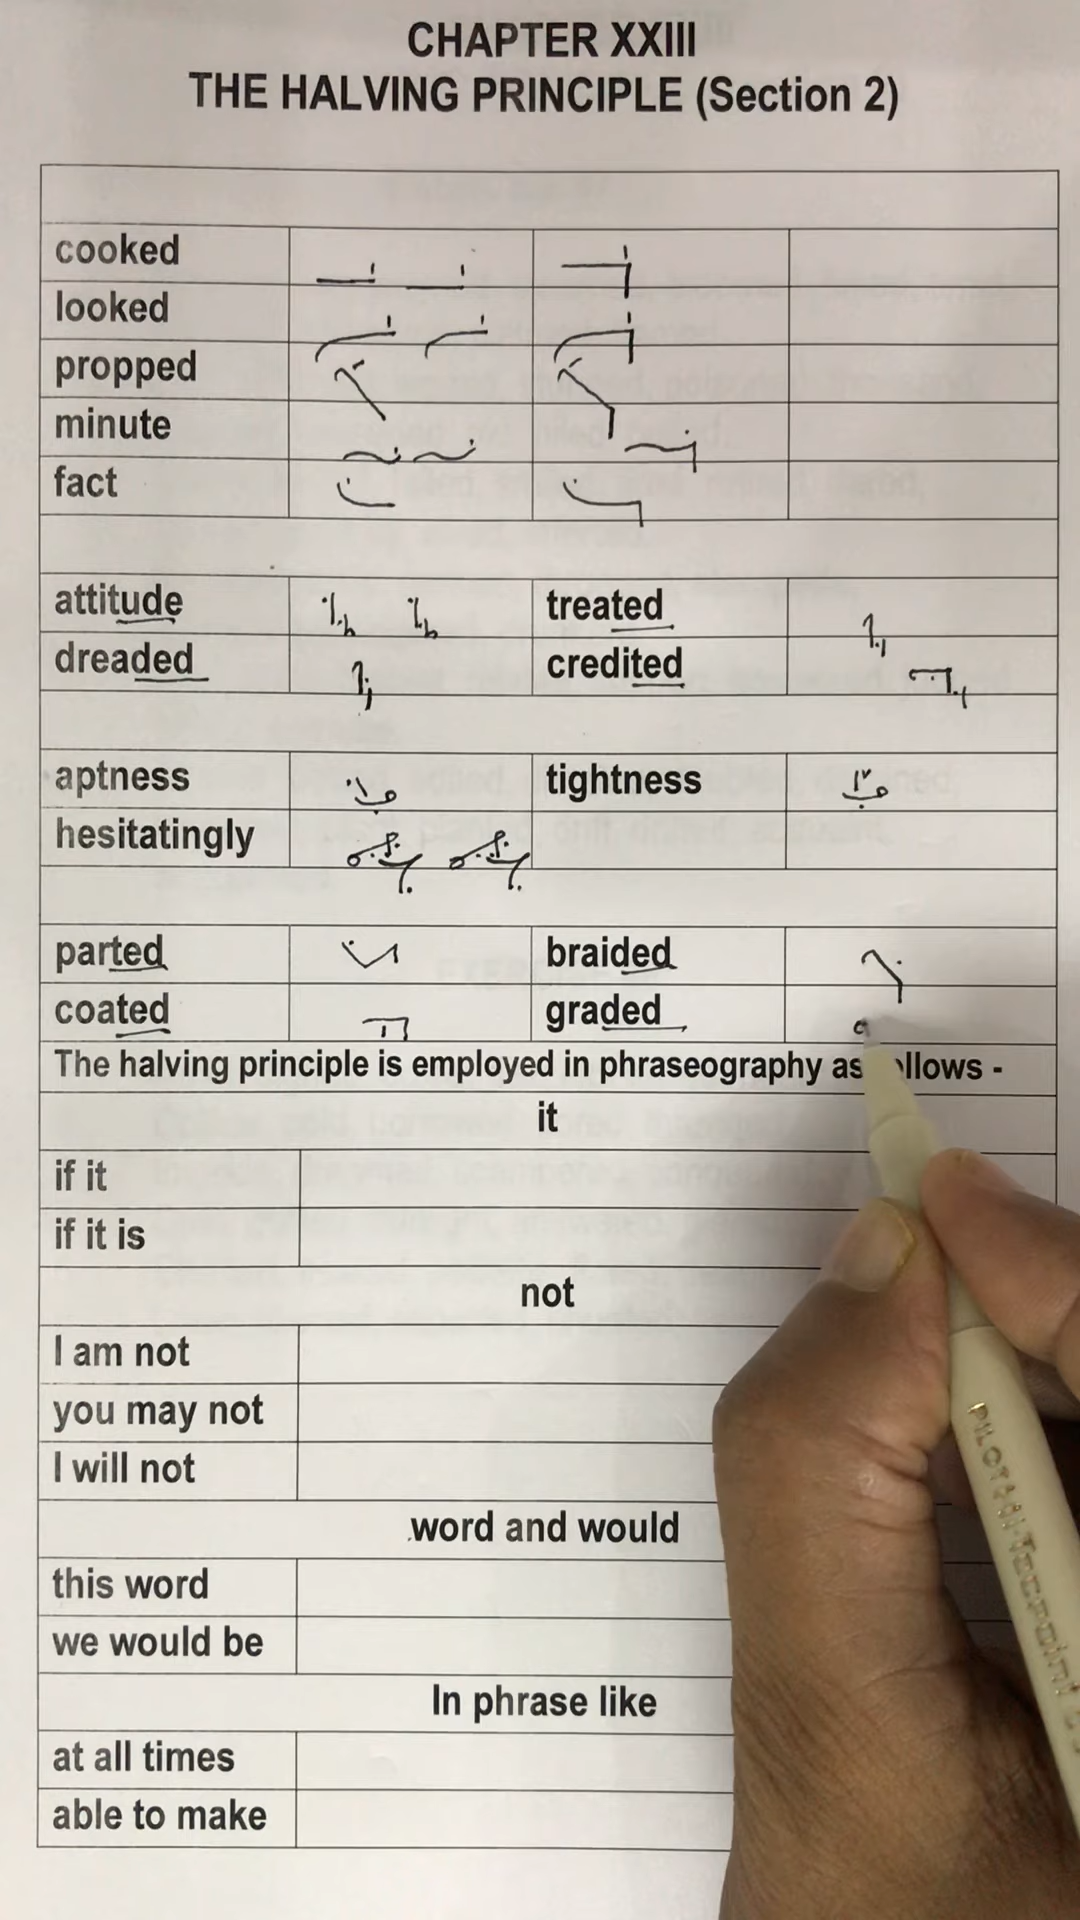 CHAPTER XXIII
THE HALVING PRINCIPLE (Section 2)
cooked
looked
propped
minute
fact
attitude treated
dreaded credited
aptness tightness
hesitatingly
parted braided
coated graded
The halving principle is employed in phraseography as -
it
if it
if it is
not
I am not
you may not
I will not
word and would
this word
we would be
In phrase like
at all times
able to make
PILOT